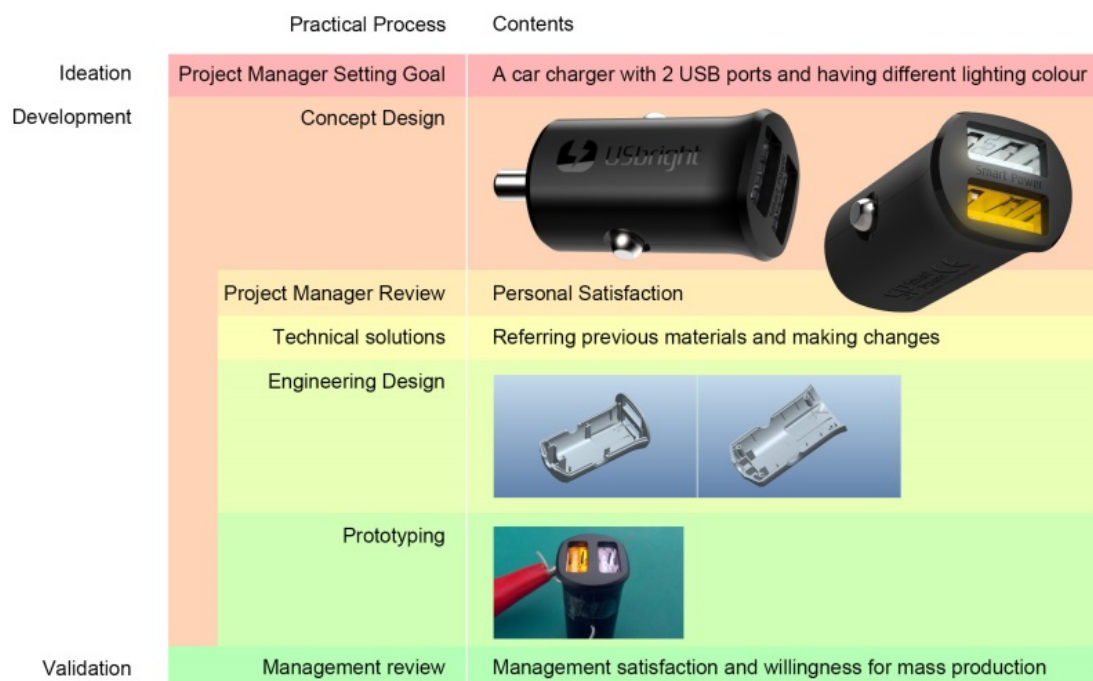 Practical Process Contents
Ideation Project Manager Setting Goal A car charger with 2 USB ports and having different lighting colour
Development Concept Design
USbright
Smart Power
Project Manager Review Personal Satisfaction
Technical solutions Referring previous materials and making changes
Engineering Design
Prototyping
Validation Management review Management satisfaction and willingness for mass production